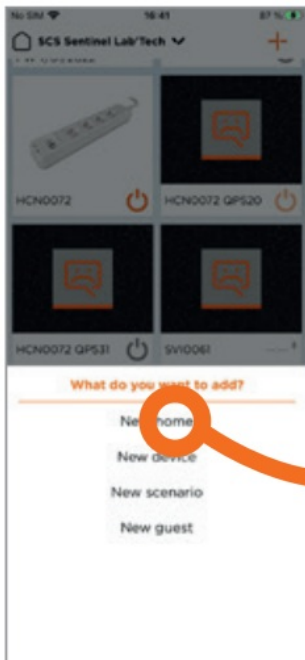 No SIM 16:41 87 %
SCS Sentinel Lab'Tech
HCN0072
HCN0072 QPS20
HCN0072 QPS31
SVI0061
What do you want to add?
New home
New device
New scenario
New guest